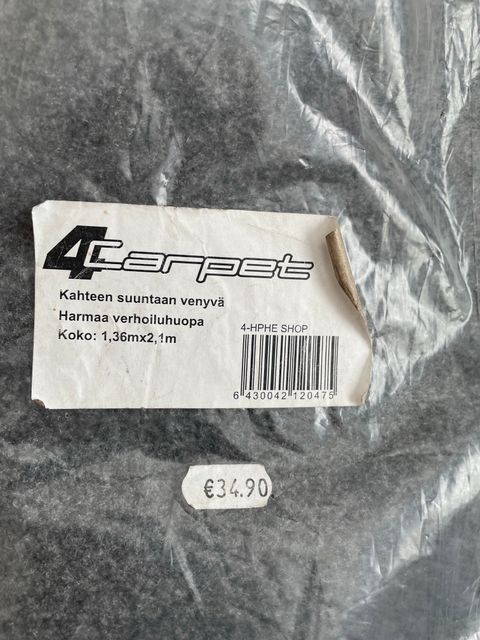 4Carpet
Kahteen suuntaan venyvä
Harmaa verhoiluhuopa
Koko: 1,36mx2,1m
4-HPHE SHOP
6 430042 120475
€34.90